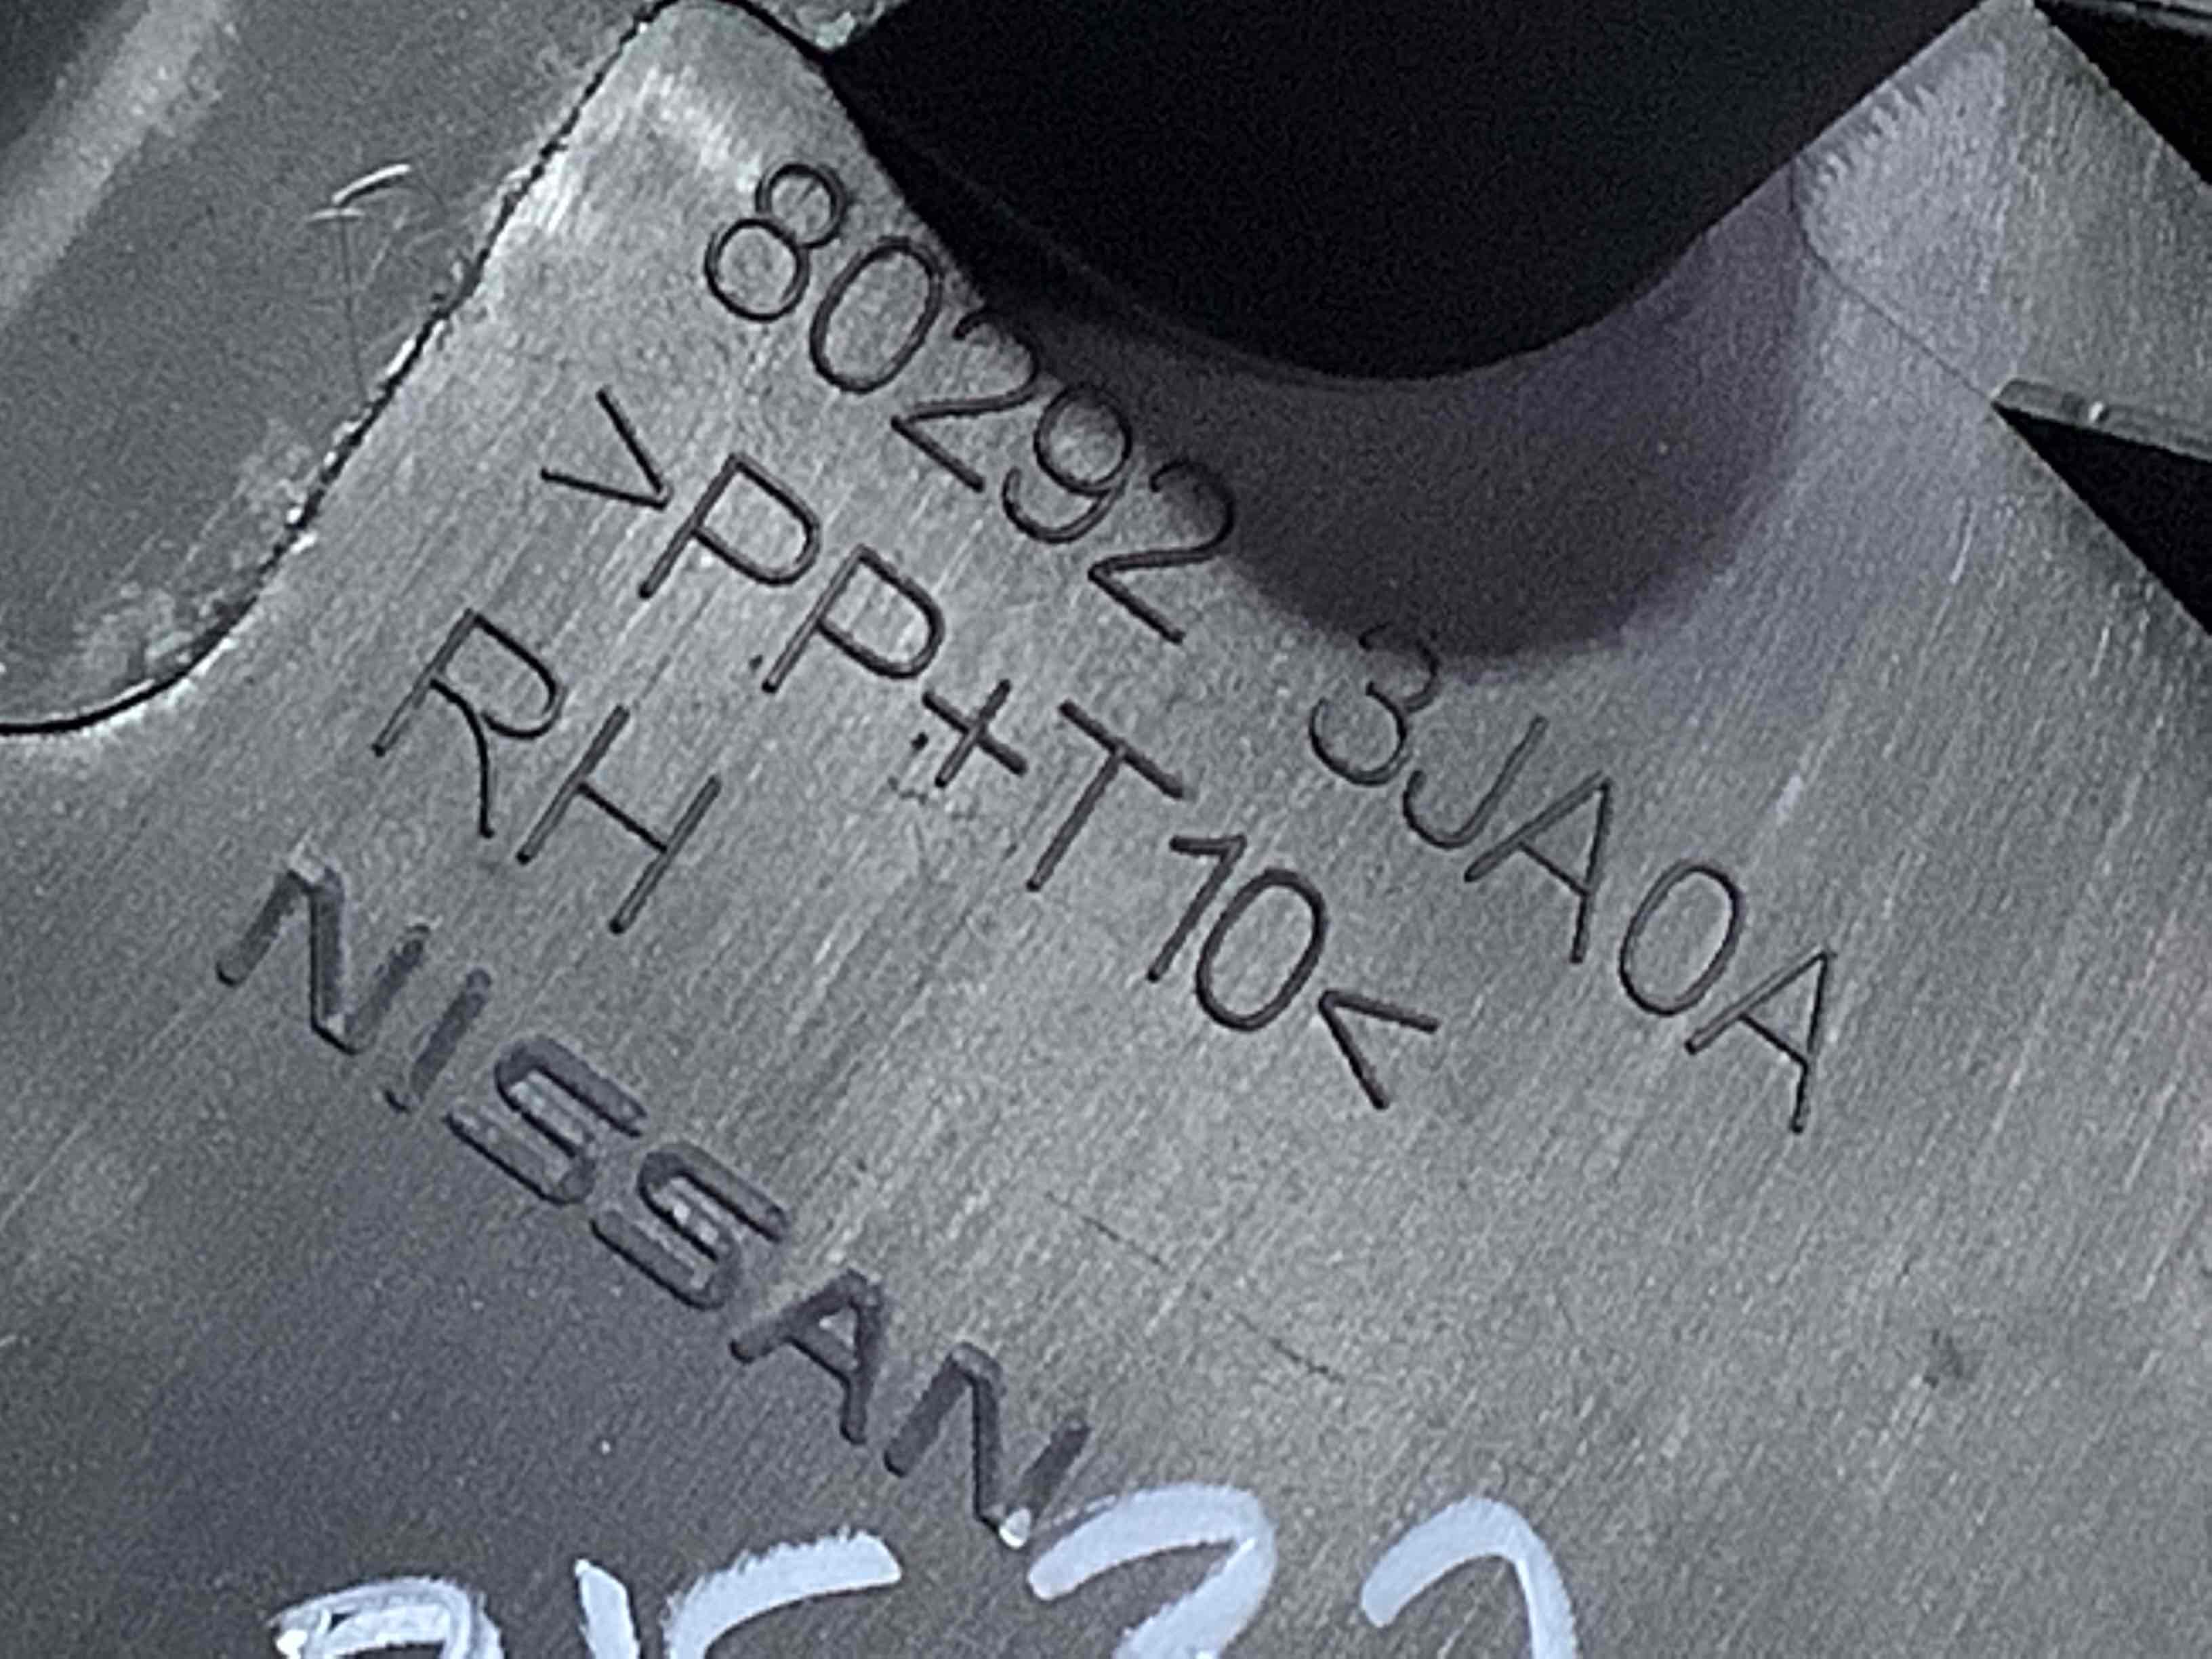 80292 3JA0A
>PP+T10<
RH
NISSAN